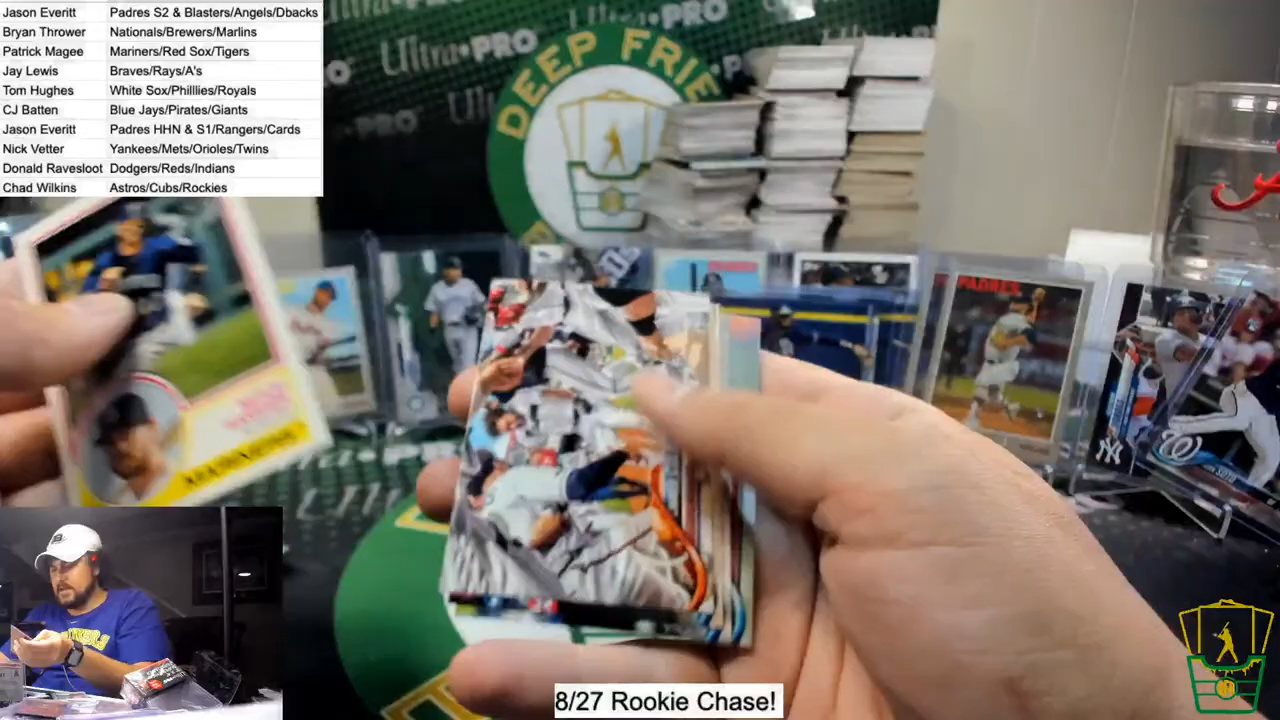 Jason Everitt Padres S2 & Blasters/Angels/Dbacks
Bryan Thrower Nationals/Brewers/Marlins
Patrick Magee Mariners/Red Sox/Tigers
Jay Lewis Braves/Rays/A's
Tom Hughes White Sox/Philllies/Royals
CJ Batten Blue Jays/Pirates/Giants
Jason Everitt Padres HHN & S1/Rangers/Cards
Nick Vetter Yankees/Mets/Orioles/Twins
Donald Ravesloot Dodgers/Reds/Indians
Chad Wilkins Astros/Cubs/Rockies
Ultra PRO
DEEP FRIE
PADRES
MARINERS
8/27 Rookie Chase!